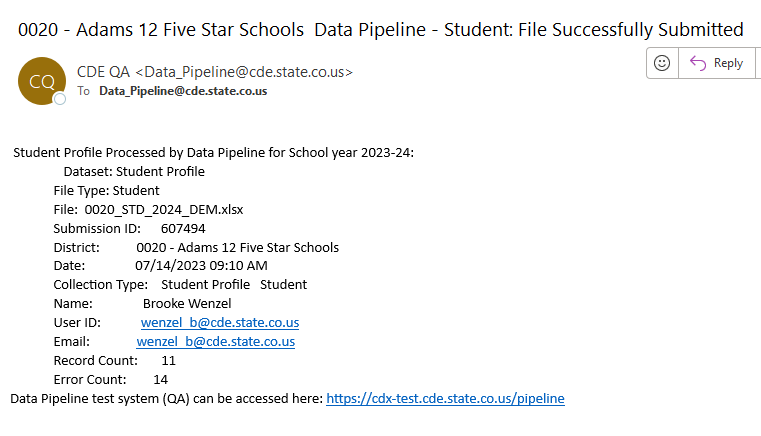 0020 - Adams 12 Five Star Schools Data Pipeline - Student: File Successfully Submitted
CQ
CDE QA <Data_Pipeline@cde.state.co.us>
Reply
To Data_Pipeline@cde.state.co.us
Student Profile Processed by Data Pipeline for School year 2023-24:
Dataset: Student Profile
File Type: Student
File: 0020_STD_2024_DEM.xlsx
Submission ID: 607494
District: 0020 - Adams 12 Five Star Schools
Date: 07/14/2023 09:10 AM
Collection Type: Student Profile Student
Name: Brooke Wenzel
User ID: wenzel_b@cde.state.co.us
Email: wenzel_b@cde.state.co.us
Record Count: 11
Error Count: 14
Data Pipeline test system (QA) can be accessed here: https://cdx-test.cde.state.co.us/pipeline